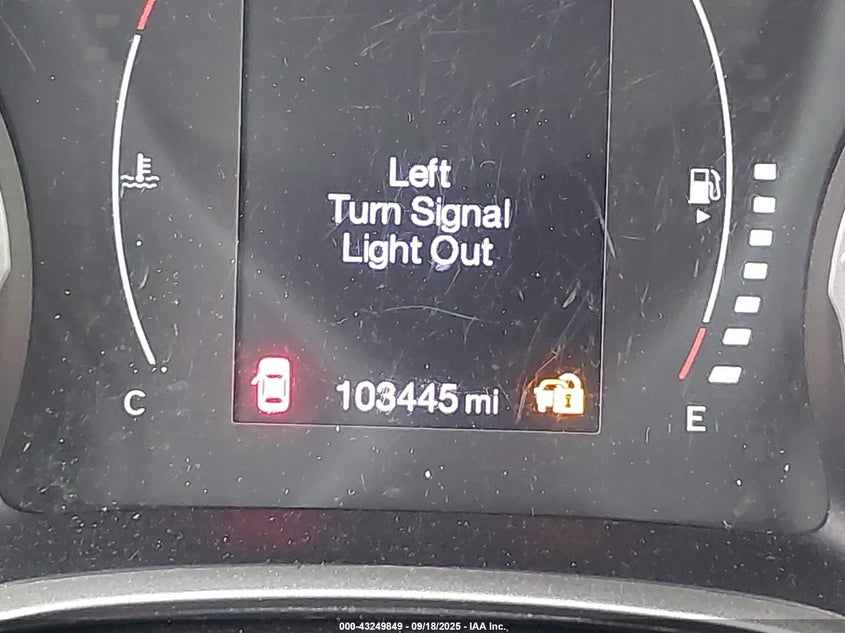 Left
Turn Signal
Light Out
103445 mi
C
E
000-43249849 - 09/18/2025 - IAA Inc.